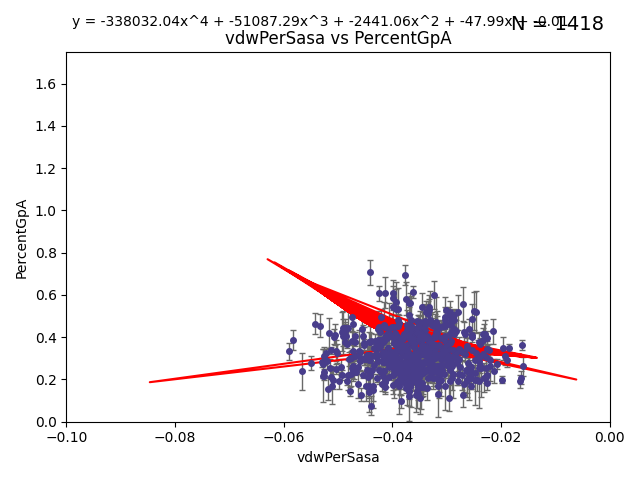 y = -338032.04x^4 + -51087.29x^3 + -2441.06x^2 + -47.99x + -0.01
N = 1418
vdwPerSasa vs PercentGpA
PercentGpA
1.6
1.4
1.2
1.0
0.8
0.6
0.4
0.2
0.0
−0.10 −0.08 −0.06 −0.04 −0.02 0.00
vdwPerSasa